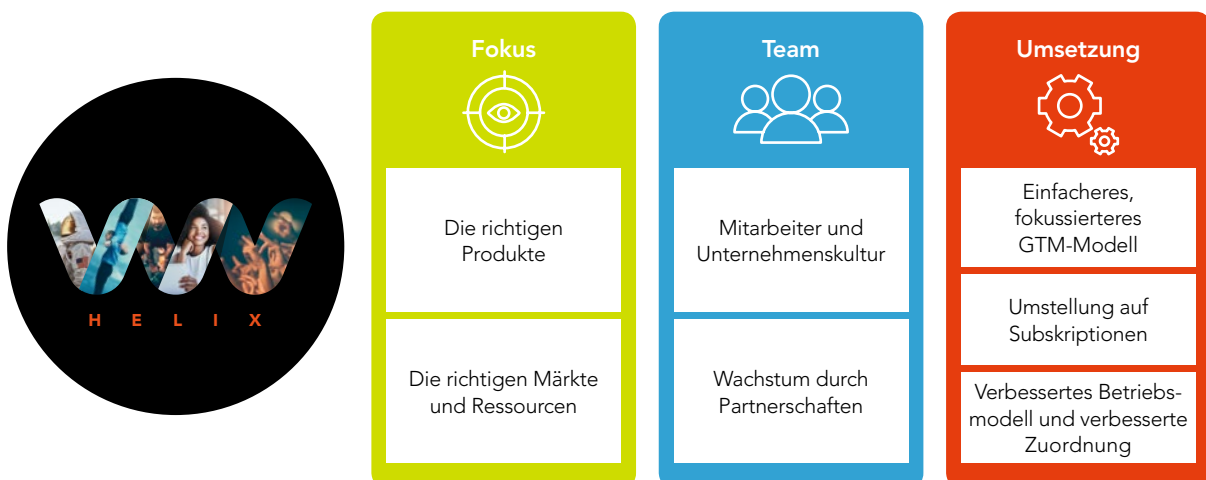 HELIX
Fokus
Die richtigen
Produkte
Die richtigen Märkte
und Ressourcen
Team
Mitarbeiter und
Unternehmenskultur
Wachstum durch
Partnerschaften
Umsetzung
Einfacheres,
fokussierteres
GTM-Modell
Umstellung auf
Subskriptionen
Verbessertes Betriebs-
modell und verbesserte
Zuordnung